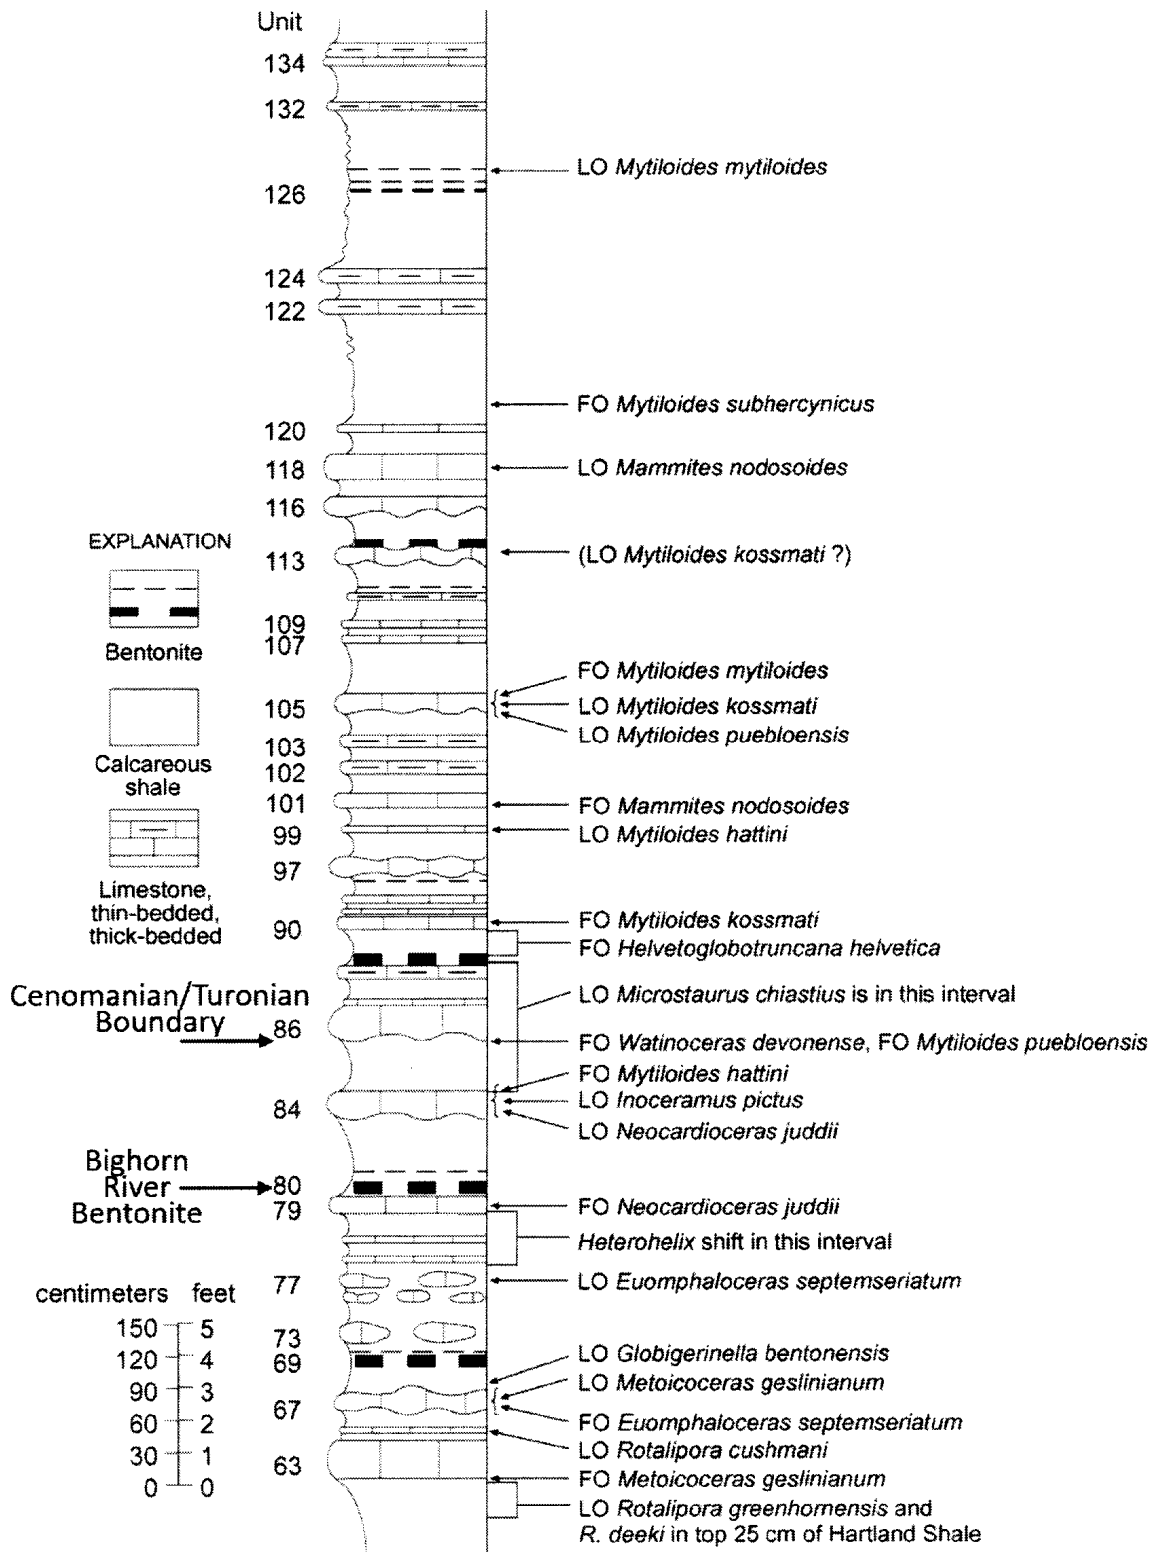 Unit
134
132
LO Mytiloides mytiloides
126
124
122
FO Mytiloides subhercynicus
120
118
LO Mammites nodosoides
116
EXPLANATION
Bentonite
Calcareous
shale
Limestone,
thin-bedded,
thick-bedded
113
(LO Mytiloides kossmati ?)
109
107
FO Mytiloides mytiloides
105
LO Mytiloides kossmati
LO Mytiloides puebloensis
103
102
101
FO Mammites nodosoides
99
LO Mytiloides hattini
97
90
FO Mytiloides kossmati
FO Helvetoglobotruncana helvetica
Cenomanian/Turonian
Boundary
LO Microstaurus chiastius is in this interval
86
FO Watinoceras devonense, FO Mytiloides puebloensis
FO Mytiloides hattini
84
LO Inoceramus pictus
LO Neocardioceras juddii
Bighorn
River
Bentonite
80
79
FO Neocardioceras juddii
Heterohelix shift in this interval
77
LO Euomphaloceras septemseriatum
centimeters feet
150 5
120 4
90 3
60 2
30 1
0 0
73
69
LO Globigerinella bentonensis
LO Metoicoceras geslinianum
67
FO Euomphaloceras septemseriatum
LO Rotalipora cushmani
63
FO Metoicoceras geslinianum
LO Rotalipora greenhornensis and
R. deeki in top 25 cm of Hartland Shale